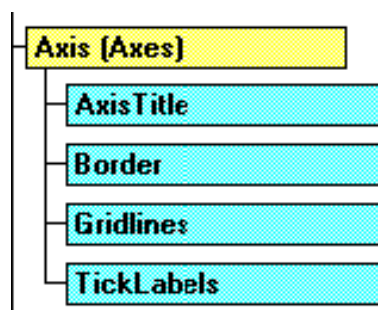 Axis (Axes)
AxisTitle
Border
Gridlines
TickLabels